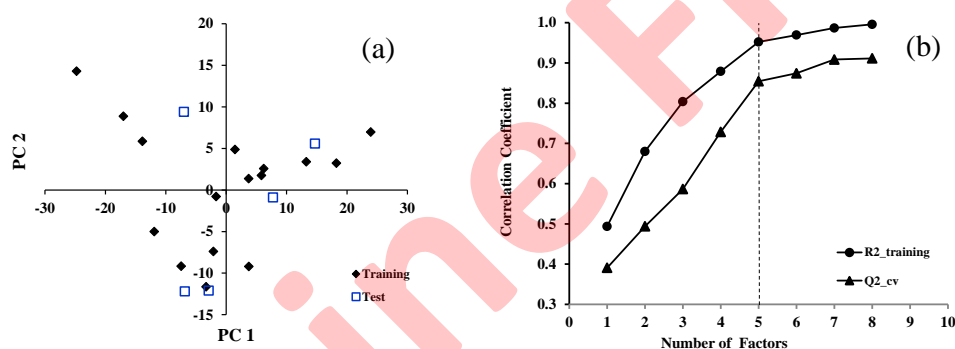 (a)
20
15
10
5
0
-5
-10
-15
-30 -20 -10 0 10 20 30
PC 2
PC 1
Training
Test
(b)
1.0
0.9
0.8
0.7
0.6
0.5
0.4
0.3
0 1 2 3 4 5 6 7 8 9 10
Correlation Coefficient
Number of Factors
R2_training
Q2_cv
ine F